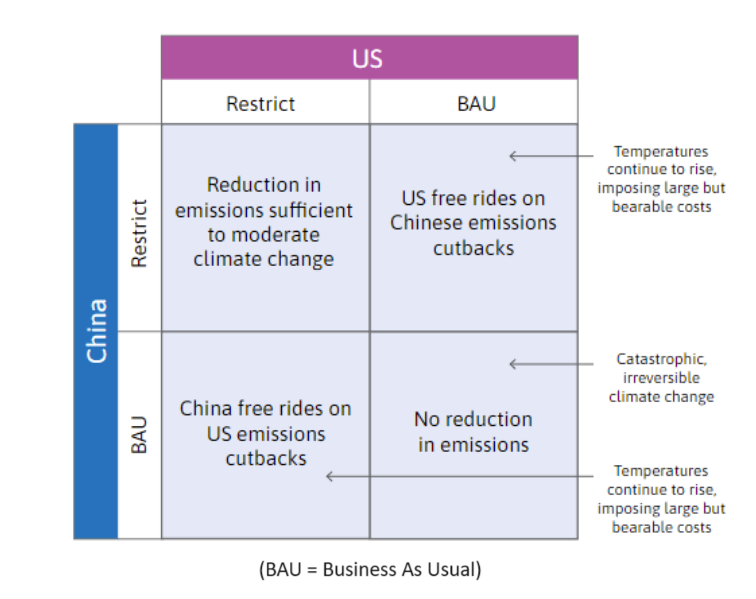 US
Restrict
BAU
China
Restrict
Reduction in
emissions sufficient
to moderate
climate change
US free rides on
Chinese emissions
cutbacks
Temperatures
continue to rise,
imposing large but
bearable costs
BAU
China free rides on
US emissions
cutbacks
No reduction
in emissions
Catastrophic,
irreversible
climate change
Temperatures
continue to rise,
imposing large but
bearable costs
(BAU = Business As Usual)